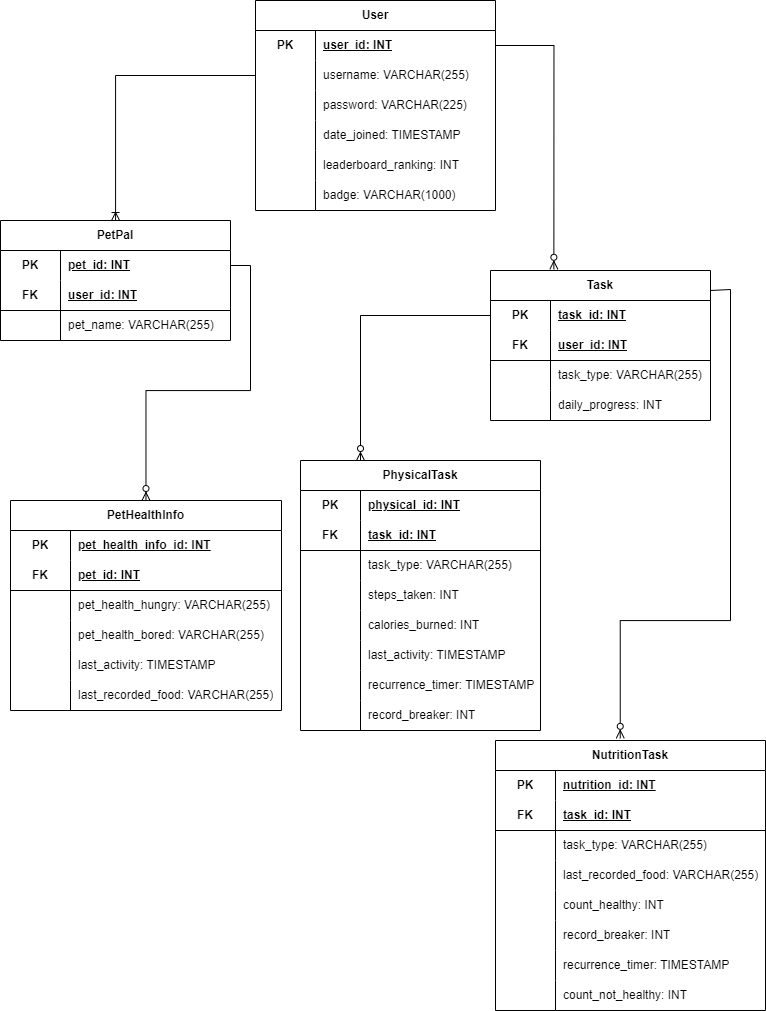 User
PK user_id: INT
username: VARCHAR(255)
password: VARCHAR(225)
date_joined: TIMESTAMP
leaderboard_ranking: INT
badge: VARCHAR(1000)
PetPal
PK pet_id: INT
FK user_id: INT
pet_name: VARCHAR(255)
Task
PK task_id: INT
FK user_id: INT
task_type: VARCHAR(255)
daily_progress: INT
PhysicalTask
PK physical_id: INT
FK task_id: INT
task_type: VARCHAR(255)
steps_taken: INT
calories_burned: INT
last_activity: TIMESTAMP
recurrence_timer: TIMESTAMP
record_breaker: INT
PetHealthInfo
PK pet_health_info_id: INT
FK pet_id: INT
pet_health_hungry: VARCHAR(255)
pet_health_bored: VARCHAR(255)
last_activity: TIMESTAMP
last_recorded_food: VARCHAR(255)
NutritionTask
PK nutrition_id: INT
FK task_id: INT
task_type: VARCHAR(255)
last_recorded_food: VARCHAR(255)
count_healthy: INT
record_breaker: INT
recurrence_timer: TIMESTAMP
count_not_healthy: INT